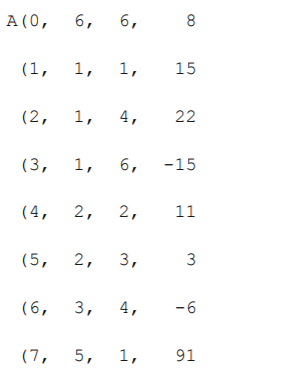 A(0, 6, 6, 8
(1, 1, 1, 15
(2, 1, 4, 22
(3, 1, 6, -15
(4, 2, 2, 11
(5, 2, 3, 3
(6, 3, 4, -6
(7, 5, 1, 91